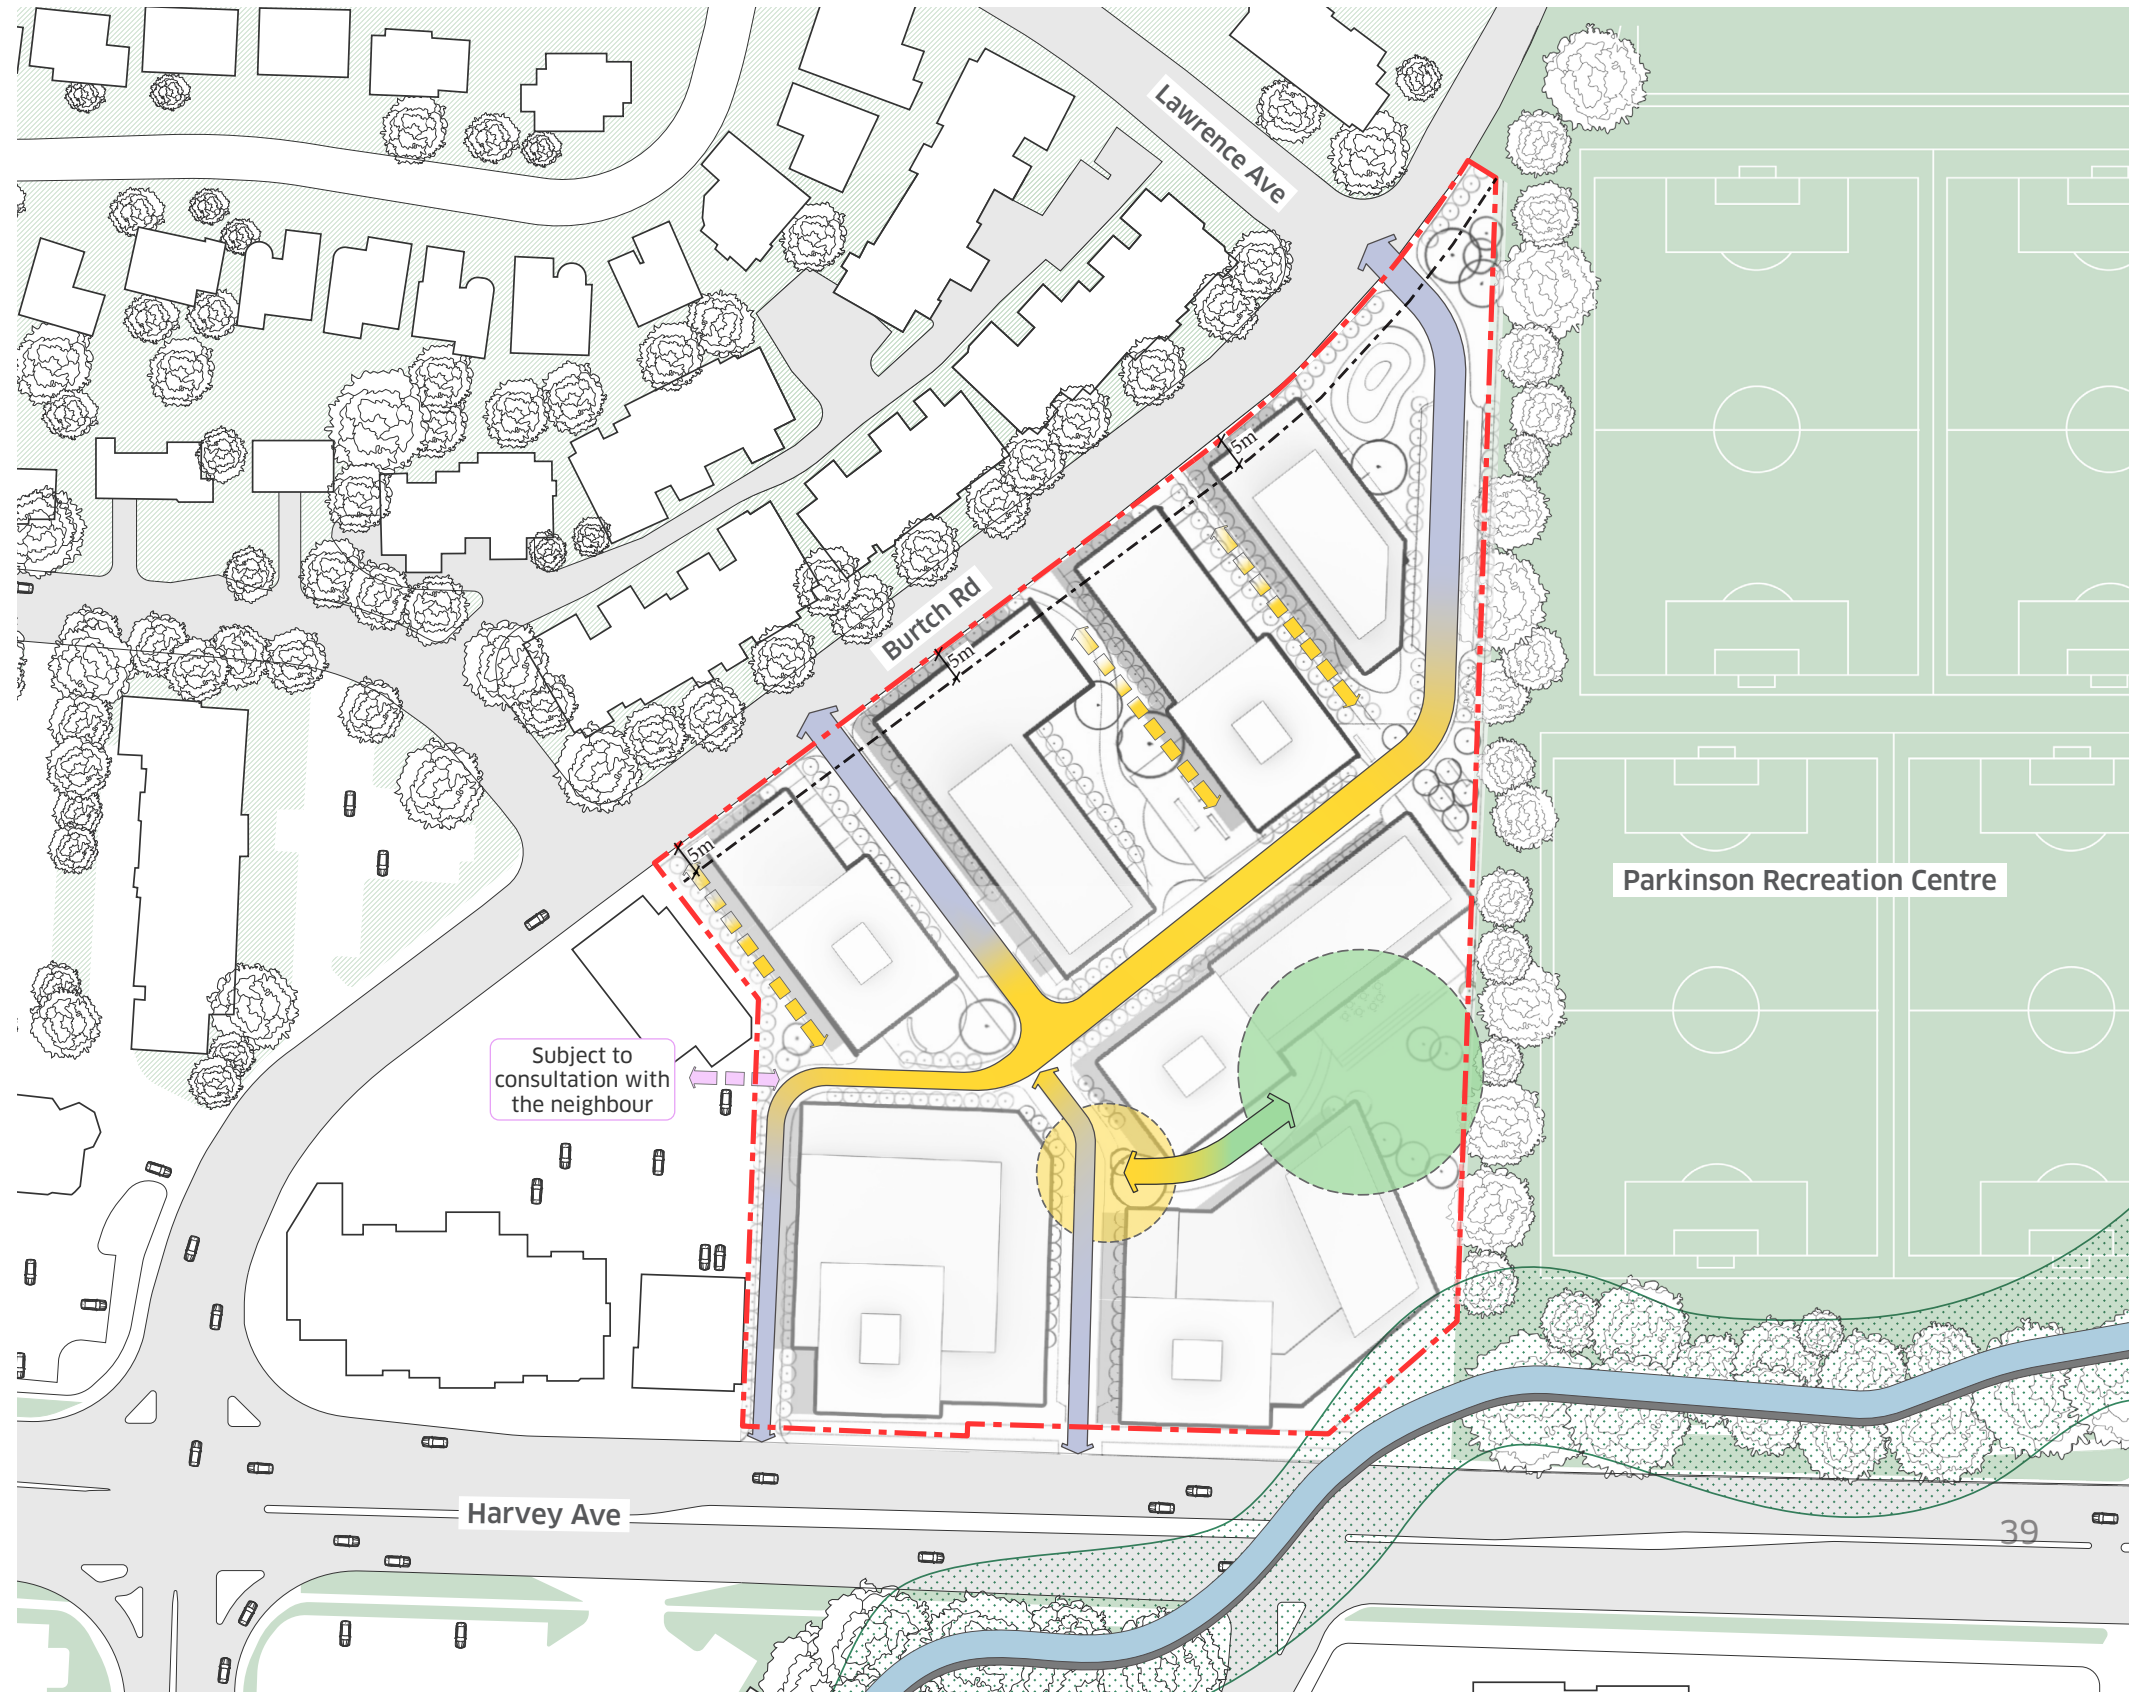 Lawrence Ave
5m
Burtch Rd
5m
5m
Parkinson Recreation Centre
Subject to
consultation with
the neighbour
Harvey Ave
39